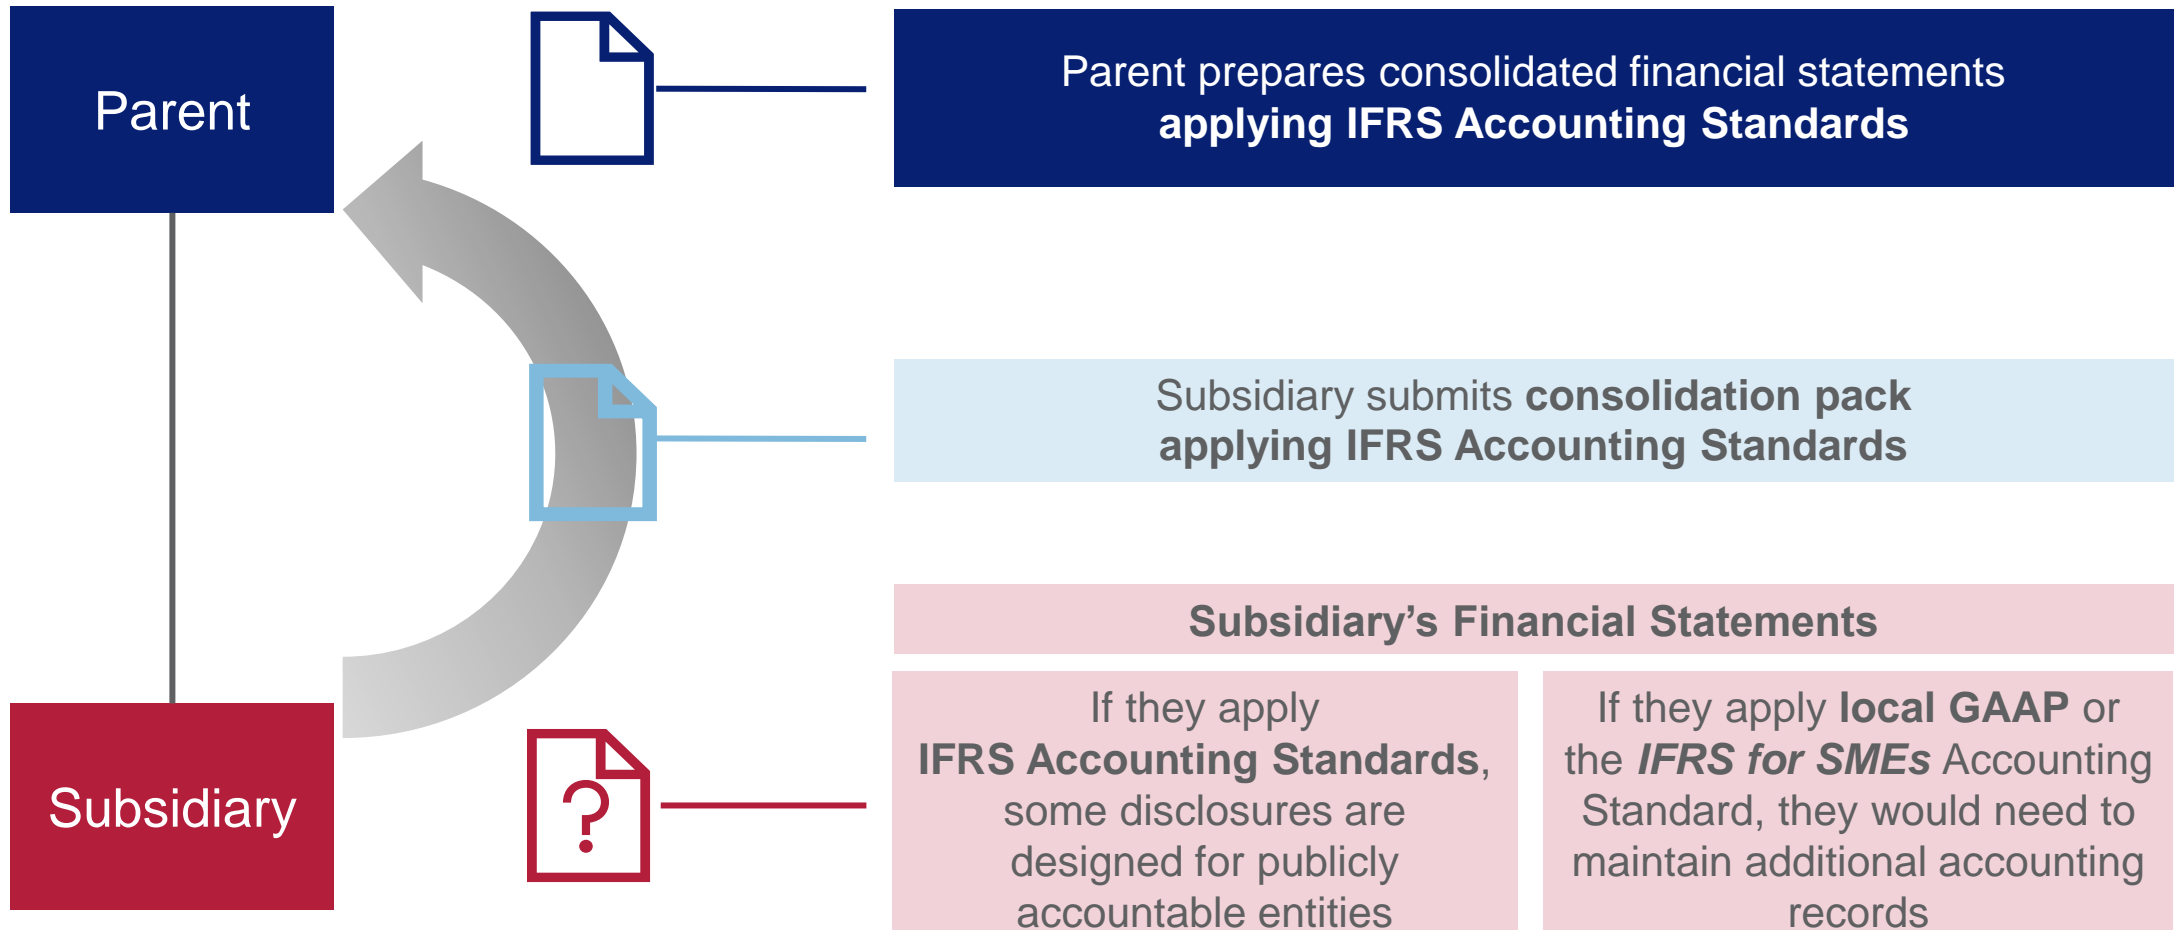 Parent
Parent prepares consolidated financial statements
applying IFRS Accounting Standards
Subsidiary submits consolidation pack
applying IFRS Accounting Standards
Subsidiary’s Financial Statements
Subsidiary
?
If they apply
IFRS Accounting Standards,
some disclosures are
designed for publicly
accountable entities
If they apply local GAAP or
the IFRS for SMEs Accounting
Standard, they would need to
maintain additional accounting
records